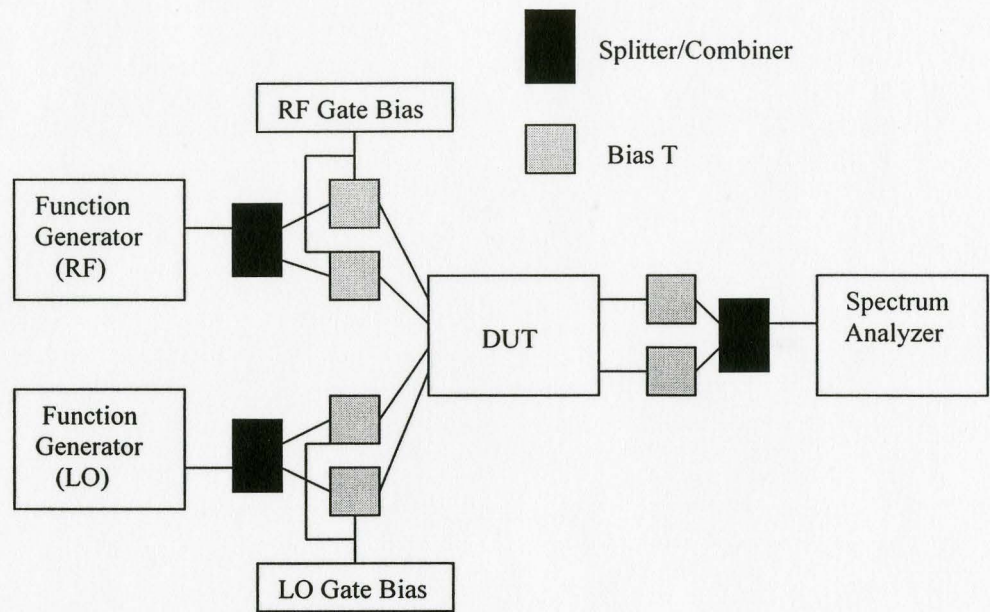 Splitter/Combiner
RF Gate Bias
Bias T
Function
Generator
(RF)
DUT
Spectrum
Analyzer
Function
Generator
(LO)
LO Gate Bias